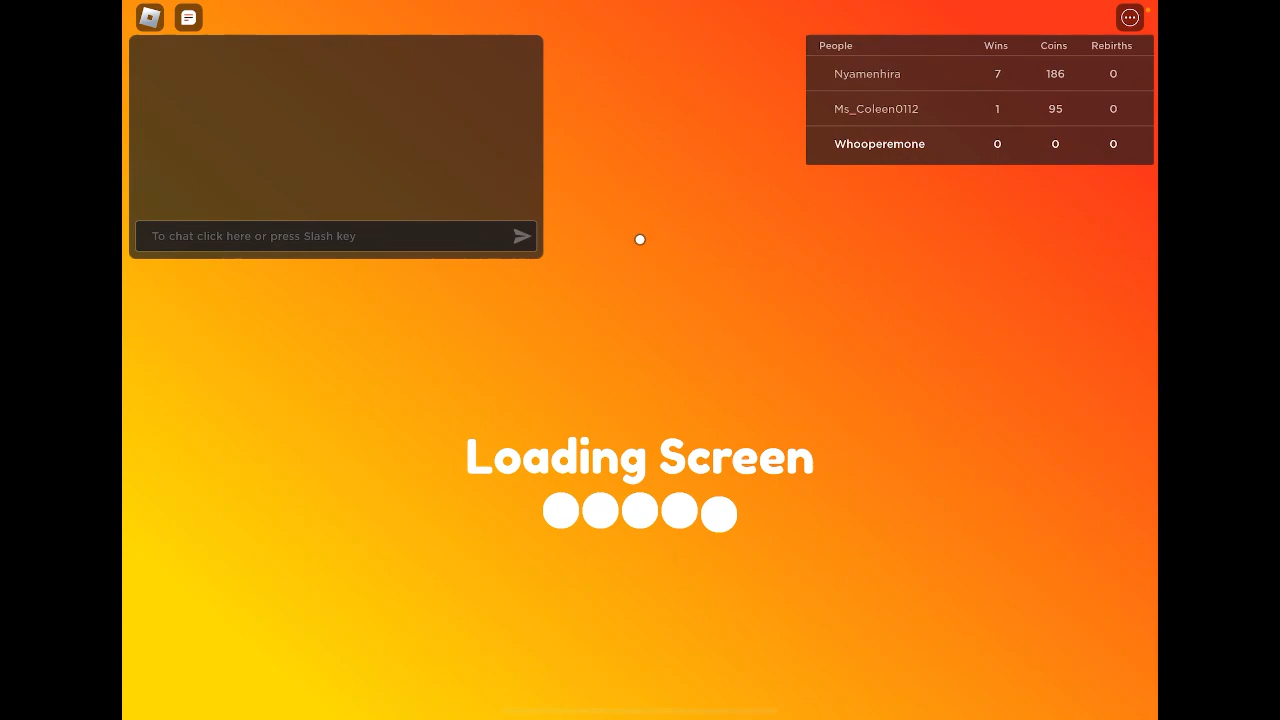 People Wins Coins Rebirths
Nyamenhira 7 186 0
Ms_Coleen0112 1 95 0
Whooperemone 0 0 0
To chat click here or press Slash key
Loading Screen